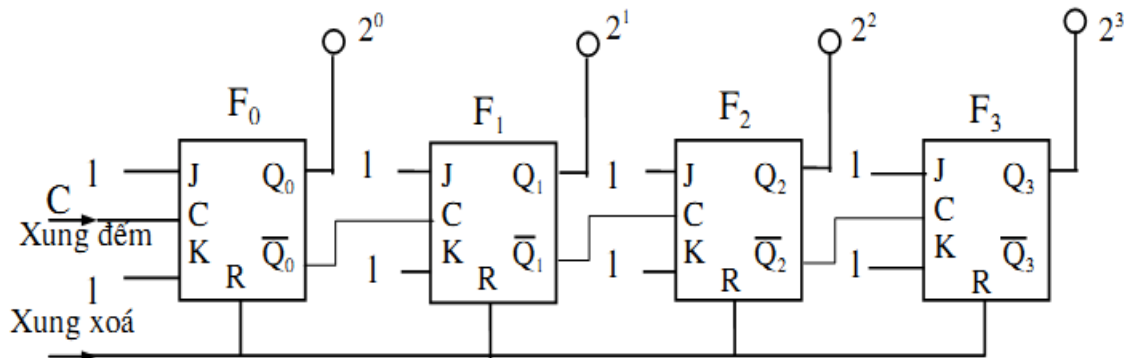 2⁰ 2¹ 2² 2³
F₀ F₁ F₂ F₃
1 J Q₀ 1 J Q₁ 1 J Q₂ 1 J Q₃
C C C C C
Xung đếm
K Q̅₀ K Q̅₁ K Q̅₂ K Q̅₃
1 R 1 R 1 R 1 R
Xung xoá